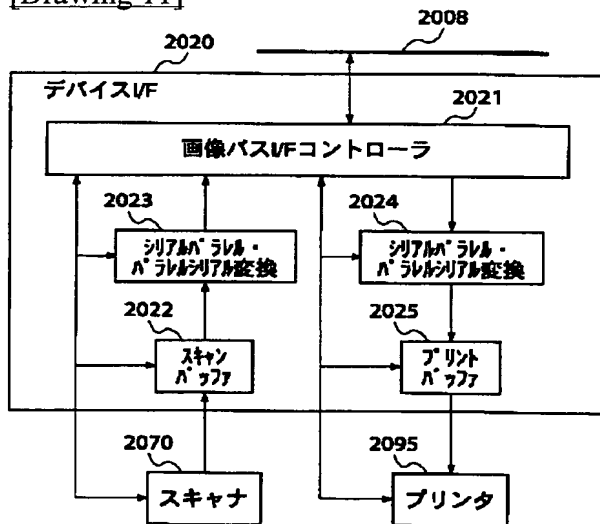 [Drawing 11]
2008
2020
デバイスI/F
2021
画像バスI/Fコントローラ
2023
シリアルパラレル・
パラレルシリアル変換
2024
シリアルパラレル・
パラレルシリアル変換
2022
スキャン
バッファ
2025
プリント
バッファ
2070
スキャナ
2095
プリンタ